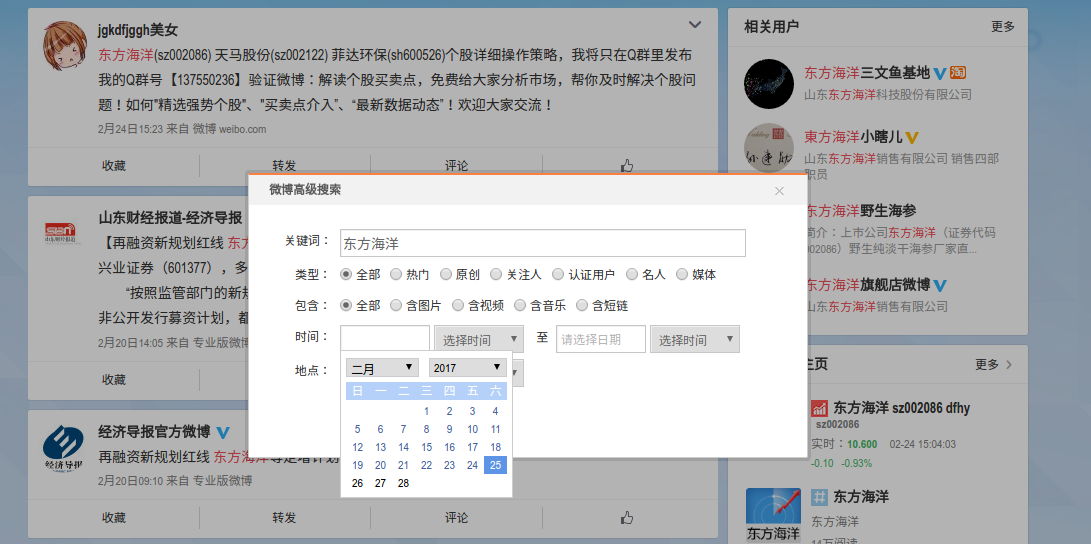 jgkdfjggh美女
东方海洋(sz002086) 天马股份(sz002122) 菲达环保(sh600526)个股详细操作策略，我将只在Q群里发布
我的Q群号【137550236】验证微博：解读个股买卖点，免费给大家分析市场，帮你及时解决个股问
题！如何"精选强势个股"、"买卖点介入"、"最新数据动态"！欢迎大家交流！
2月24日15:23 来自 微博 weibo.com
收藏 转发 评论
山东财经报道-经济导报
【再融资新规划红线 东方
兴业证券（601377），多
“按照监管部门的新规
非公开发行募资计划，都
2月20日14:05 来自 专业版微博
收藏
经济导报
经济导报官方微博
再融资新规划红线 东方海洋等定增计划
2月20日09:10 来自 专业版微博
收藏 转发 评论
微博高级搜索
关键词： 东方海洋
类型： 全部 热门 原创 关注人 认证用户 名人 媒体
包含： 全部 含图片 含视频 含音乐 含短链
时间： 选择时间 至 请选择日期 选择时间
地点：
二月 2017
日 一 二 三 四 五 六
1 2 3 4
5 6 7 8 9 10 11
12 13 14 15 16 17 18
19 20 21 22 23 24 25
26 27 28
相关用户 更多
东方海洋三文鱼基地 淘
山东东方海洋科技股份有限公司
東方海洋小瞎儿
山东东方海洋销售有限公司 销售四部
职员
东方海洋野生海参
简介：上市公司东方海洋（证券代码
002086）野生纯淡干海参厂家直...
东方海洋旗舰店微博
山东东方海洋销售有限公司
主页 更多
东方海洋 sz002086 dfhy
sz002086
实时：10.600 02-24 15:04:03
-0.10 -0.93%
东方海洋
# 东方海洋
东方海洋
14万阅读